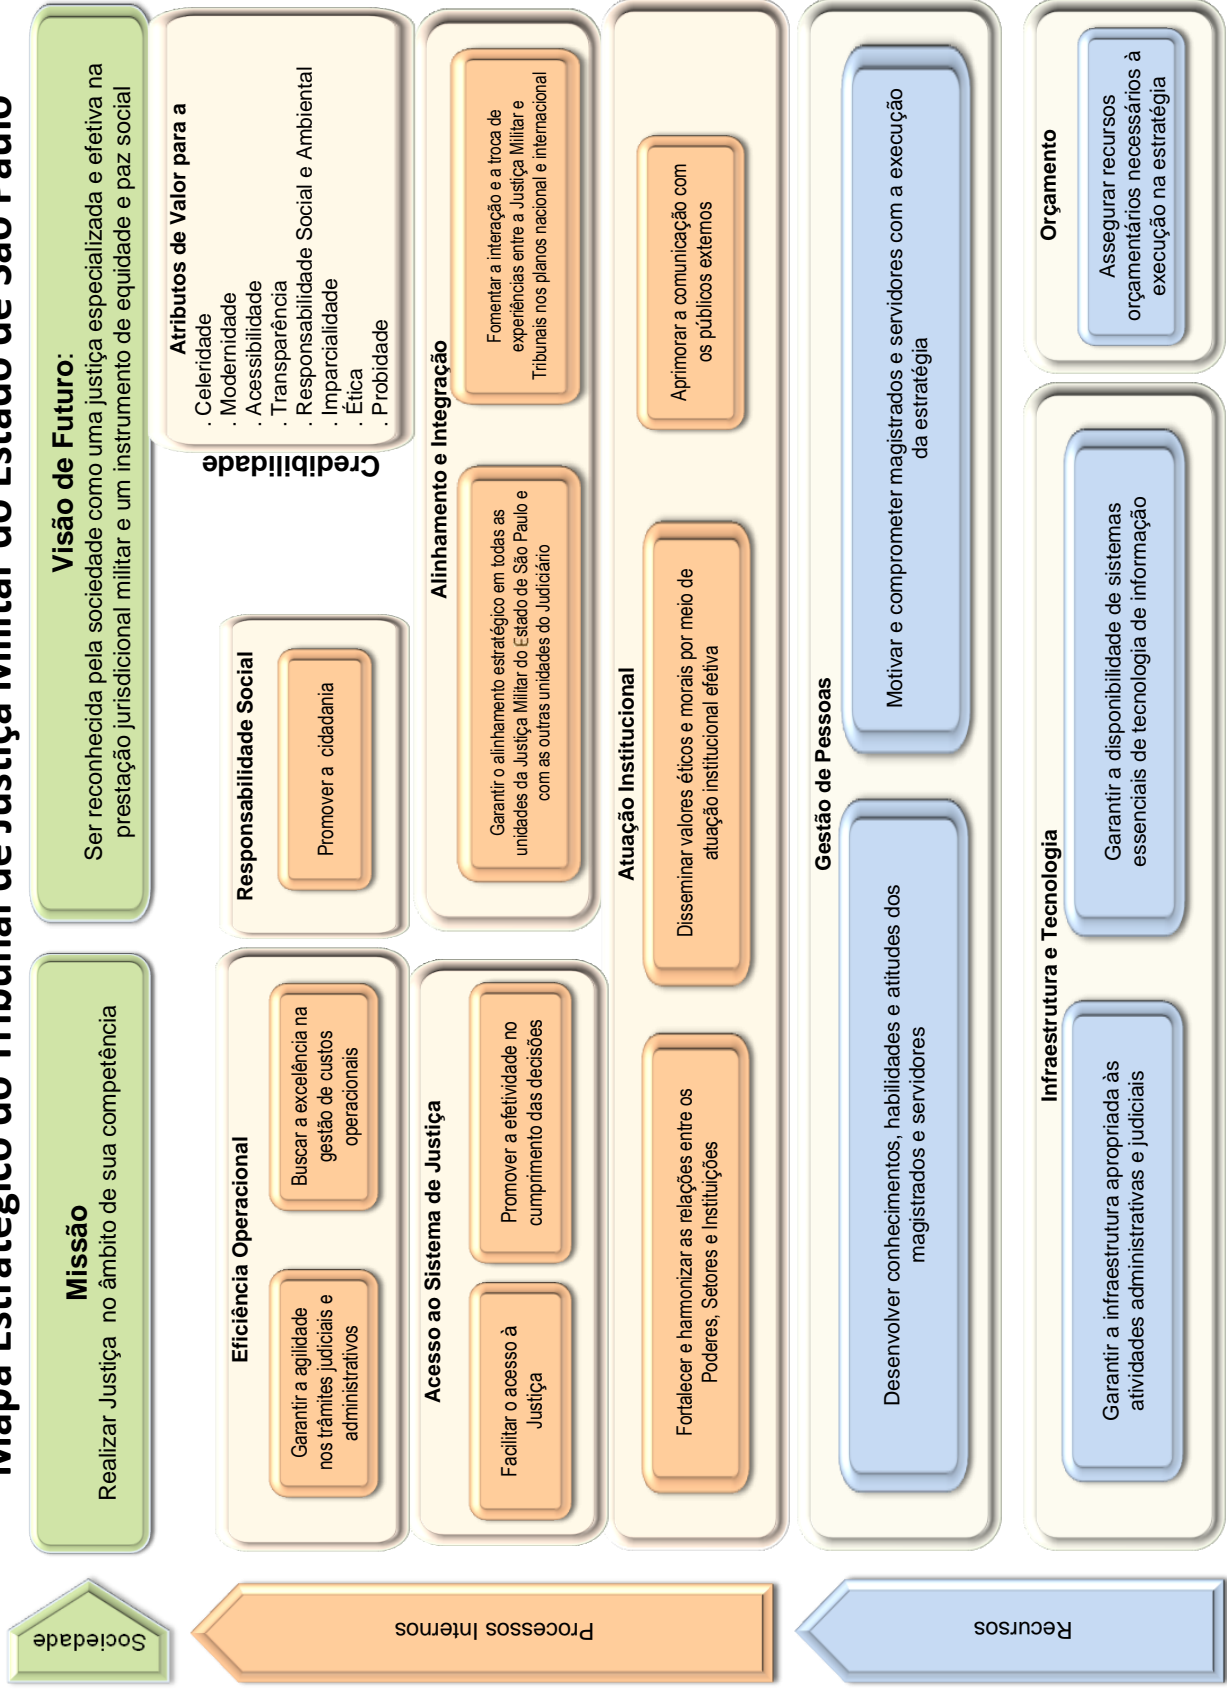 Mapa Estratégico do Tribunal de Justiça Militar do Estado de São Paulo
Sociedade
Missão
Realizar Justiça no âmbito de sua competência
Visão de Futuro:
Ser reconhecida pela sociedade como uma justiça especializada e efetiva na
prestação jurisdicional militar e um instrumento de equidade e paz social
Processos Internos
Eficiência Operacional
Garantir a agilidade
nos trâmites judiciais e
administrativos
Buscar a excelência na
gestão de custos
operacionais
Responsabilidade Social
Promover a cidadania
Credibilidade
Atributos de Valor para a
. Celeridade
. Modernidade
. Acessibilidade
. Transparência
. Responsabilidade Social e Ambiental
. Imparcialidade
. Ética
. Probidade
Acesso ao Sistema de Justiça
Facilitar o acesso à
Justiça
Promover a efetividade no
cumprimento das decisões
Alinhamento e Integração
Garantir o alinhamento estratégico em todas as
unidades da Justiça Militar do Estado de São Paulo e
com as outras unidades do Judiciário
Fomentar a interação e a troca de
experiências entre a Justiça Militar e
Tribunais nos planos nacional e internacional
Atuação Institucional
Fortalecer e harmonizar as relações entre os
Poderes, Setores e Instituições
Disseminar valores éticos e morais por meio de
atuação institucional efetiva
Aprimorar a comunicação com
os públicos externos
Recursos
Gestão de Pessoas
Desenvolver conhecimentos, habilidades e atitudes dos
magistrados e servidores
Motivar e comprometer magistrados e servidores com a execução
da estratégia
Infraestrutura e Tecnologia
Garantir a infraestrutura apropriada às
atividades administrativas e judiciais
Garantir a disponibilidade de sistemas
essenciais de tecnologia de informação
Orçamento
Assegurar recursos
orçamentários necessários à
execução na estratégia